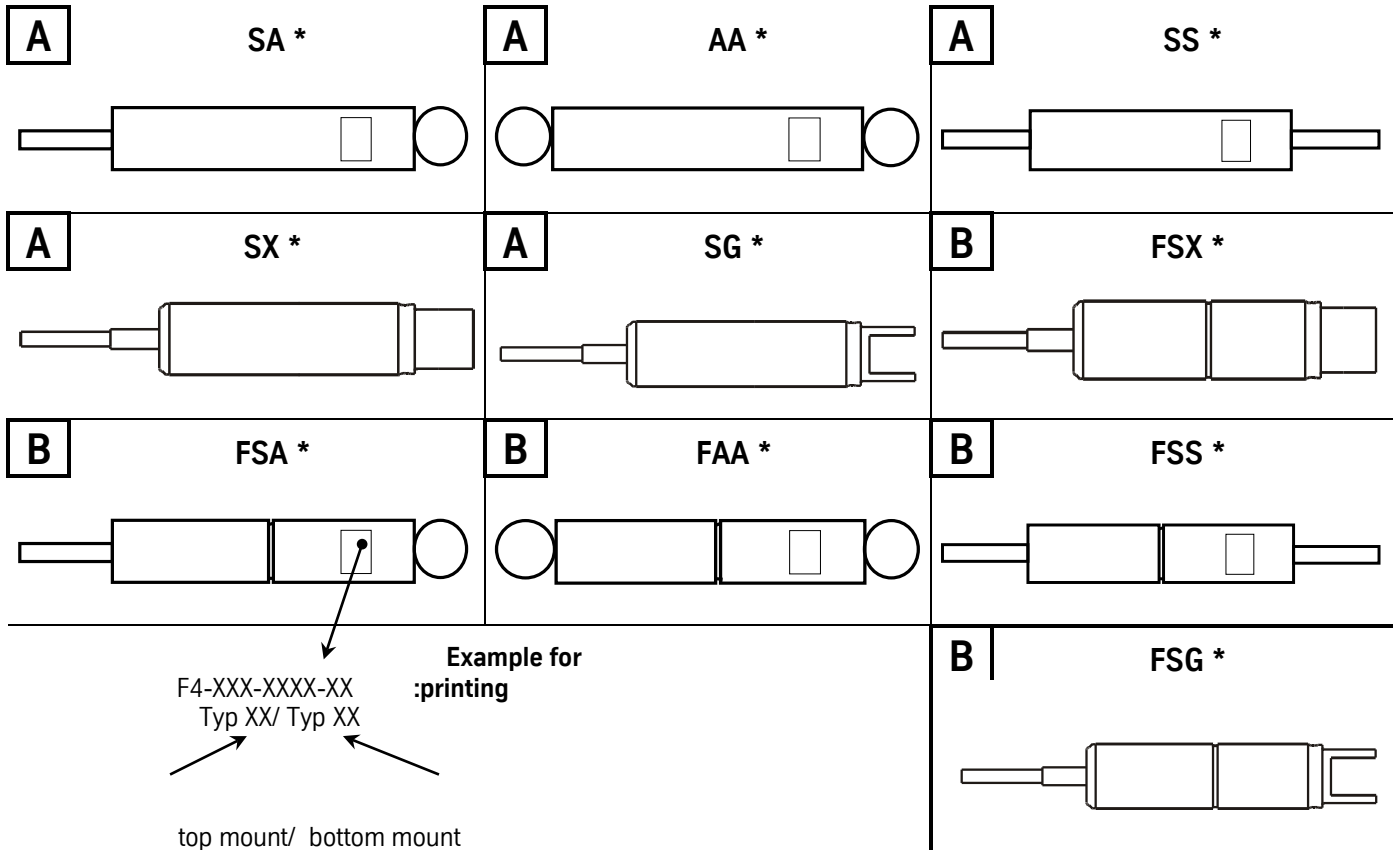 A SA *
A AA *
A SS *
A SX *
A SG *
B FSX *
B FSA *
B FAA *
B FSS *
F4-XXX-XXXX-XX
Typ XX/ Typ XX
Example for
:printing
top mount/ bottom mount
B FSG *